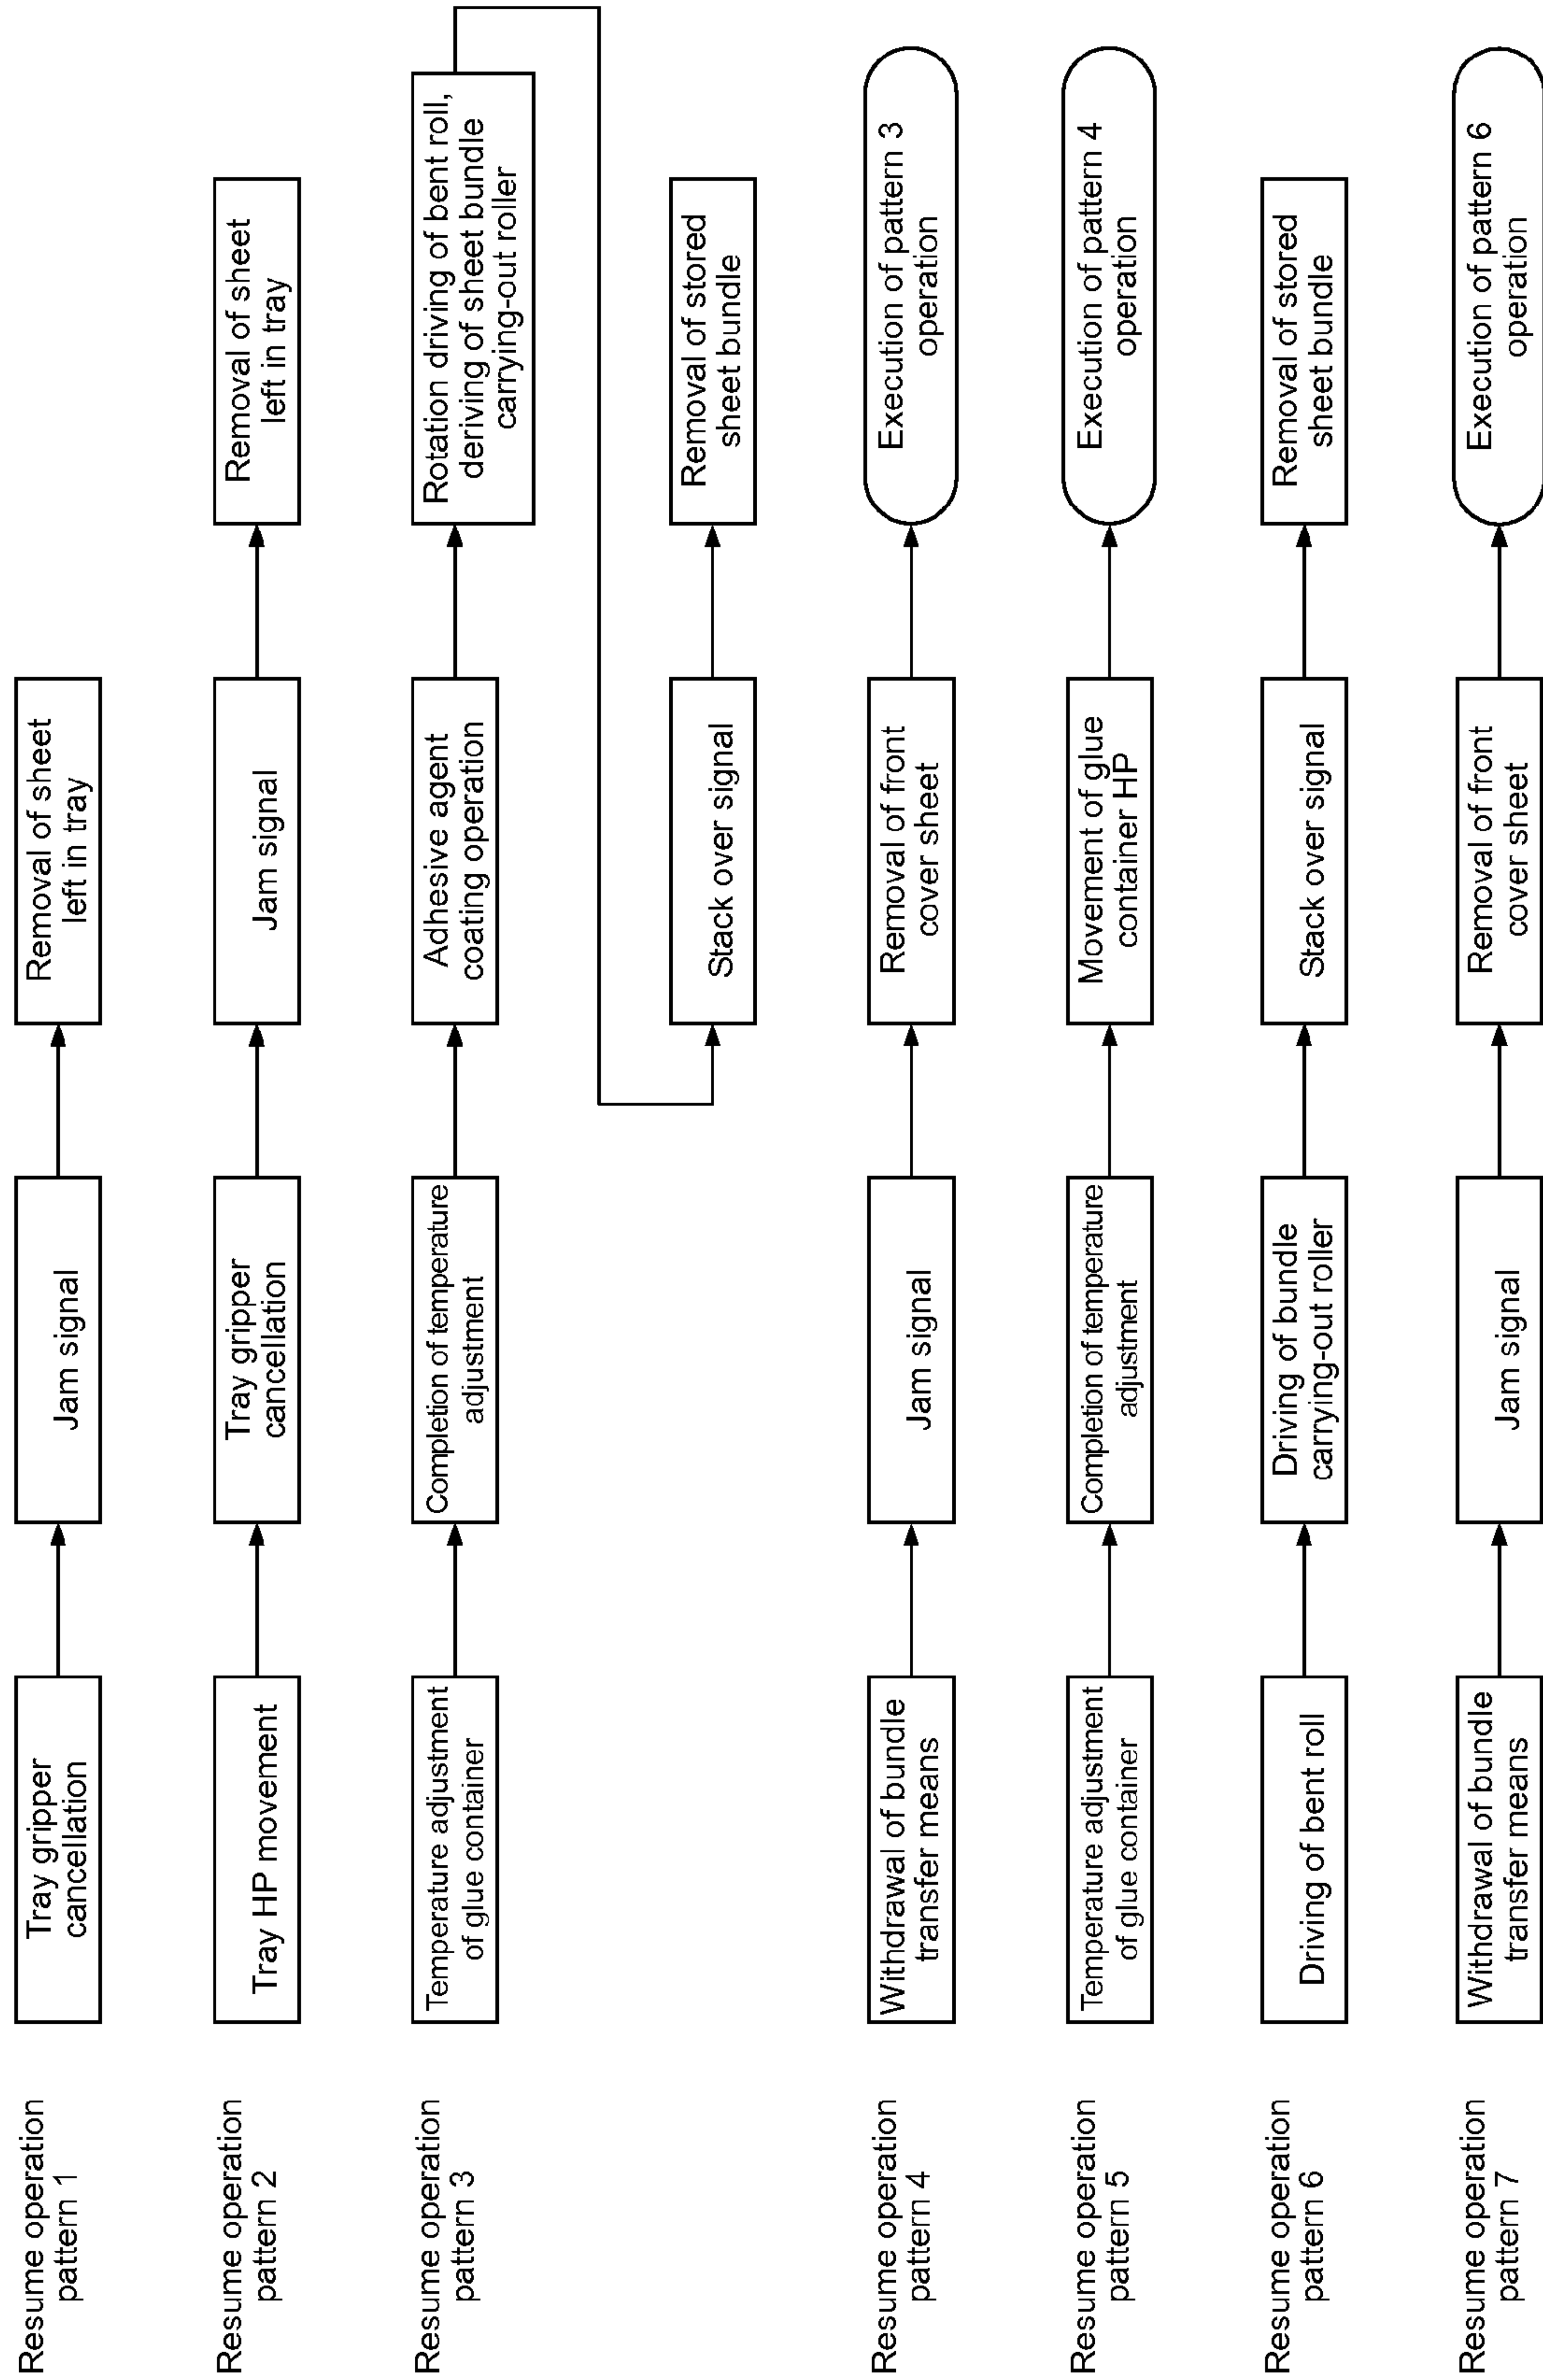 Resume operation
pattern 1
Tray gripper
cancellation
Jam signal
Removal of sheet
left in tray
Resume operation
pattern 2
Tray HP movement
Tray gripper
cancellation
Jam signal
Removal of sheet
left in tray
Resume operation
pattern 3
Temperature adjustment
of glue container
Completion of temperature
adjustment
Adhesive agent
coating operation
Rotation driving of bent roll,
deriving of sheet bundle
carrying-out roller
Stack over signal
Removal of stored
sheet bundle
Resume operation
pattern 4
Withdrawal of bundle
transfer means
Jam signal
Removal of front
cover sheet
Execution of pattern 3
operation
Resume operation
pattern 5
Temperature adjustment
of glue container
Completion of temperature
adjustment
Movement of glue
container HP
Execution of pattern 4
operation
Resume operation
pattern 6
Driving of bent roll
Driving of bundle
carrying-out roller
Stack over signal
Removal of stored
sheet bundle
Resume operation
pattern 7
Withdrawal of bundle
transfer means
Jam signal
Removal of front
cover sheet
Execution of pattern 6
operation